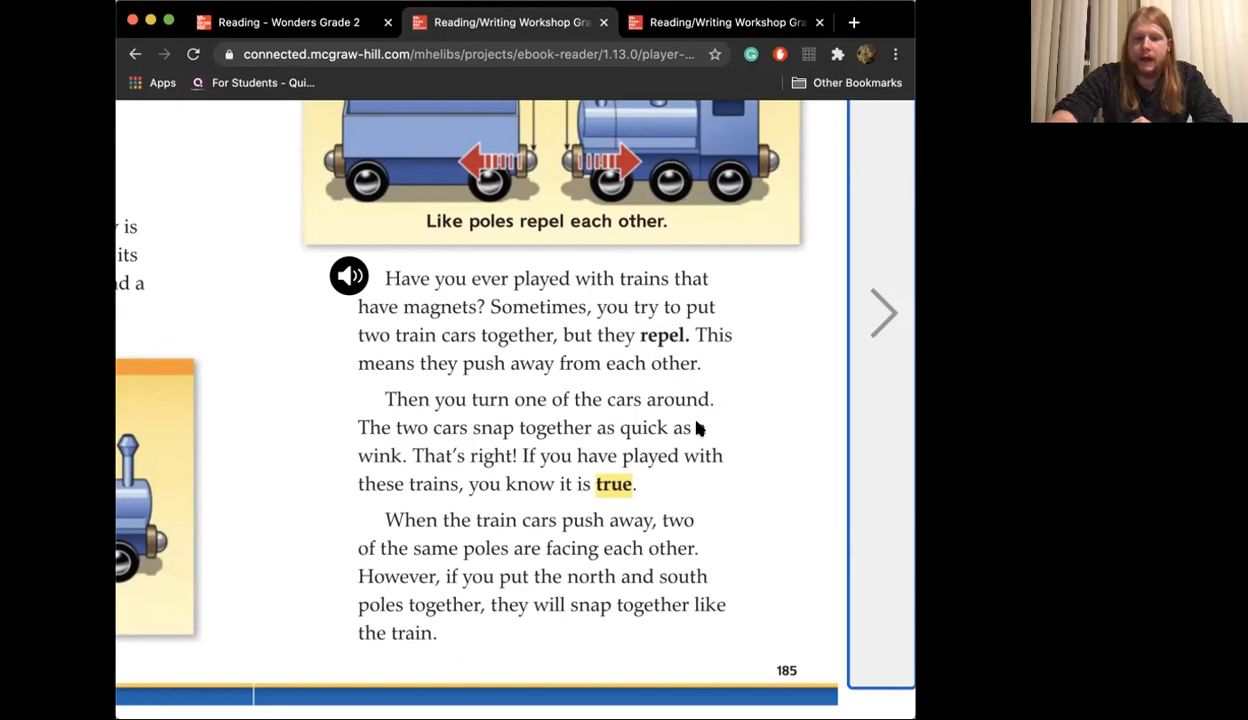 Reading - Wonders Grade 2
Reading/Writing Workshop Gra
Reading/Writing Workshop Gra
connected.mcgraw-hill.com/mhelibs/projects/ebook-reader/1.13.0/player-...
Apps
For Students - Qui...
Other Bookmarks
Like poles repel each other.
is
its
d a
Have you ever played with trains that
have magnets? Sometimes, you try to put
two train cars together, but they repel. This
means they push away from each other.
Then you turn one of the cars around.
The two cars snap together as quick as
wink. That's right! If you have played with
these trains, you know it is true.
When the train cars push away, two
of the same poles are facing each other.
However, if you put the north and south
poles together, they will snap together like
the train.
185